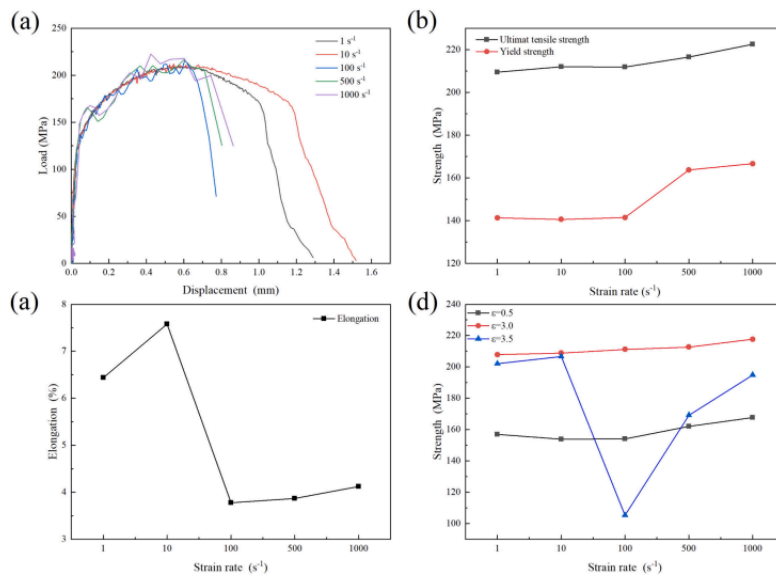 (a)
1 s⁻¹
10 s⁻¹
100 s⁻¹
500 s⁻¹
1000 s⁻¹
250
200
150
100
50
0
Load (MPa)
0.0 0.2 0.4 0.6 0.8 1.0 1.2 1.4 1.6
Displacement (mm)
(b)
Ultimat tensile strength
Yield strength
220
200
180
160
140
120
Strength (MPa)
1 10 100 500 1000
Strain rate (s⁻¹)
(a)
Elongation
8
7
6
5
4
3
Elongation (%)
1 10 100 500 1000
Strain rate (s⁻¹)
(d)
ε=0.5
ε=3.0
ε=3.5
240
220
200
180
160
140
120
100
Strength (MPa)
1 10 100 500 1000
Strain rate (s⁻¹)